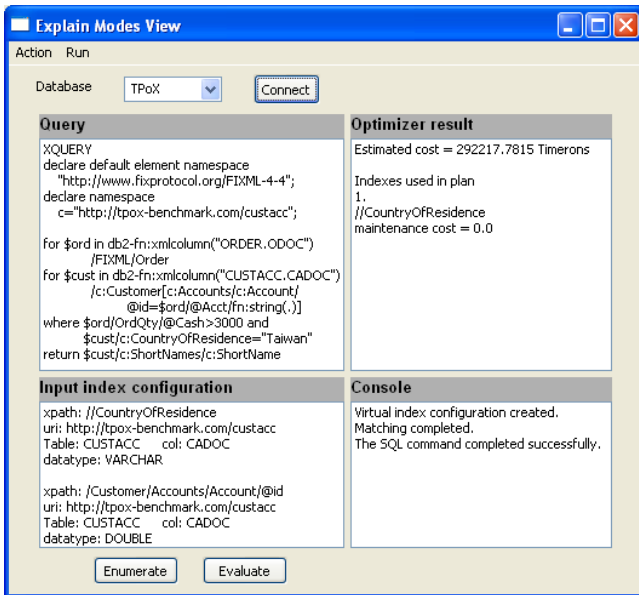 Explain Modes View
Action Run
Database TPoX Connect
Query
XQUERY
declare default element namespace
"http://www.fixprotocol.org/FIXML-4-4";
declare namespace
c="http://tpox-benchmark.com/custacc";
for $ord in db2-fn:xmlcolumn("ORDER.ODOC")
/FIXML/Order
for $cust in db2-fn:xmlcolumn("CUSTACC.CADOC")
/c:Customer[c:Accounts/c:Account/
@id=$ord/@Acct/fn:string(.)]
where $ord/OrdQty/@Cash>3000 and
$cust/c:CountryOfResidence="Taiwan"
return $cust/c:ShortNames/c:ShortName
Optimizer result
Estimated cost = 292217.7815 Timerons
Indexes used in plan
1.
//CountryOfResidence
maintenance cost = 0.0
Input index configuration
xpath: //CountryOfResidence
uri: http://tpox-benchmark.com/custacc
Table: CUSTACC col: CADOC
datatype: VARCHAR
xpath: /Customer/Accounts/Account/@id
uri: http://tpox-benchmark.com/custacc
Table: CUSTACC col: CADOC
datatype: DOUBLE
Console
Virtual index configuration created.
Matching completed.
The SQL command completed successfully.
Enumerate Evaluate